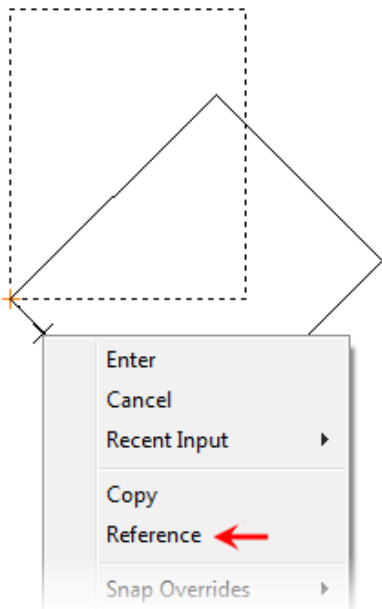 Enter
Cancel
Recent Input
Copy
Reference
Snap Overrides